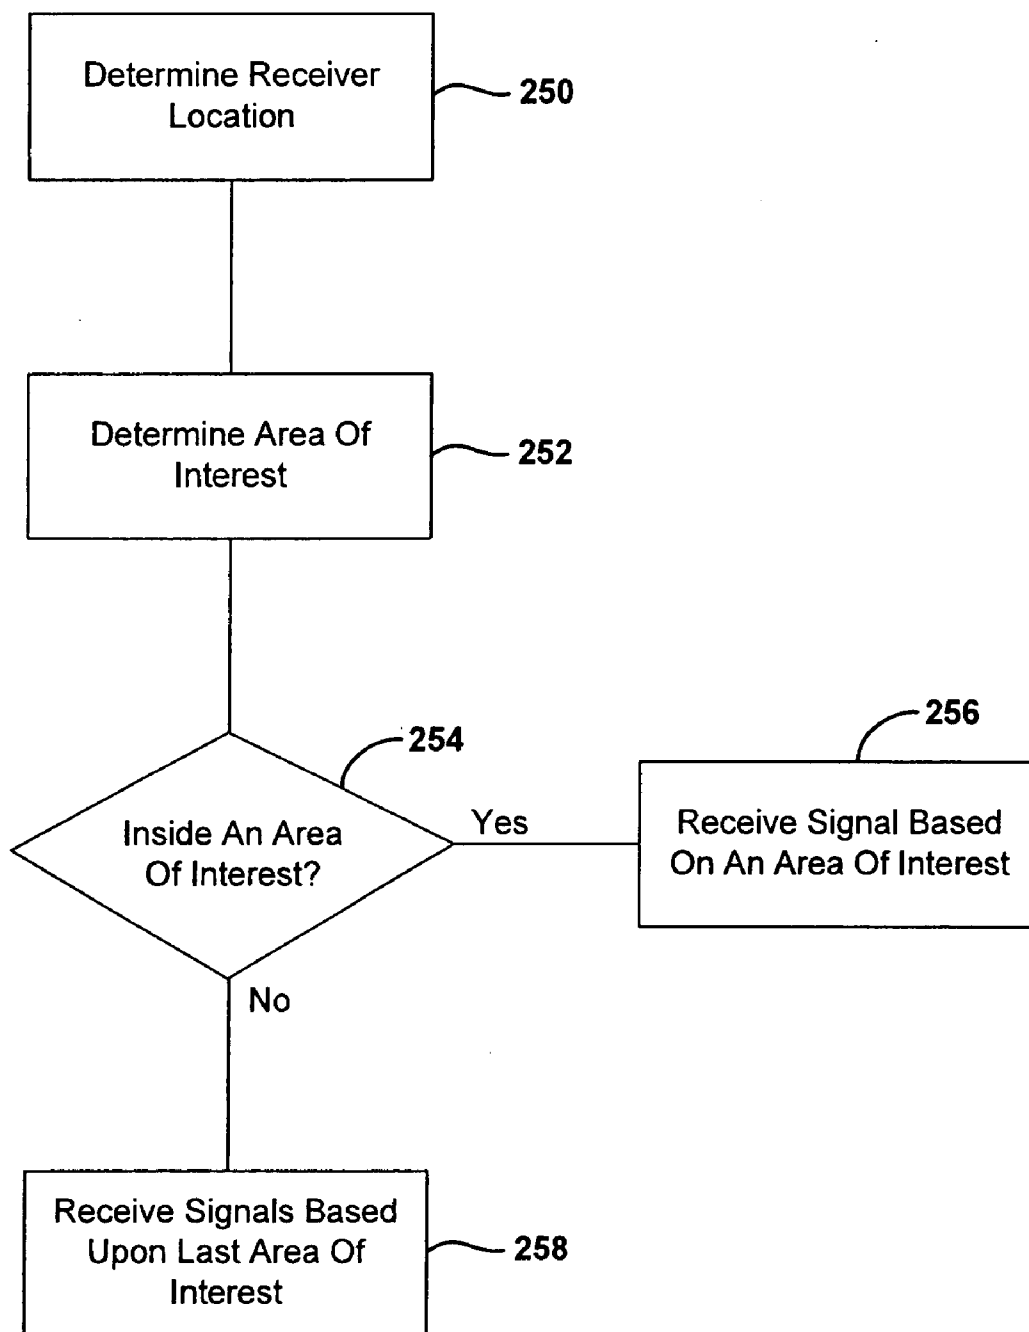 Determine Receiver
Location
250
Determine Area Of
Interest
252
254
256
Inside An Area
Of Interest?
Yes
Receive Signal Based
On An Area Of Interest
No
Receive Signals Based
Upon Last Area Of
Interest
258